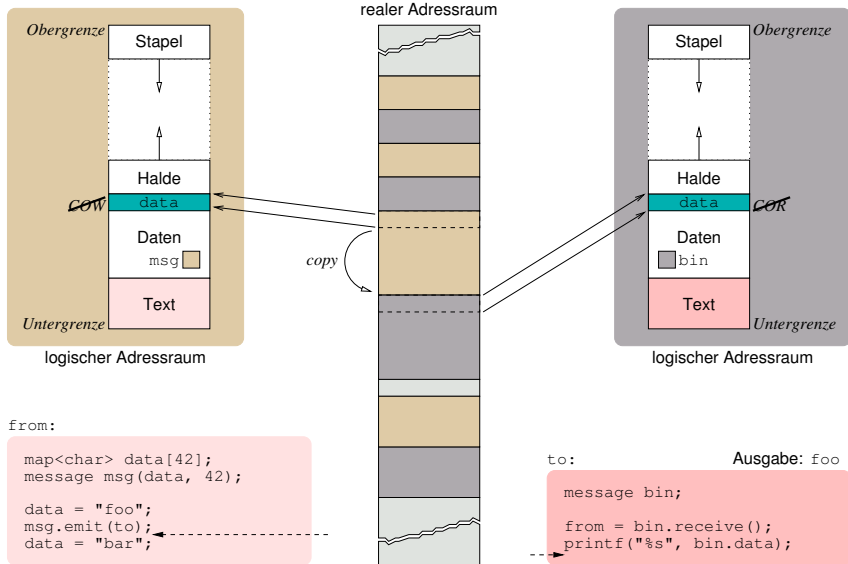 realer Adressraum
Obergrenze
Stapel
Halde
COW
data
Daten
msg
Text
Untergrenze
logischer Adressraum
copy
Stapel
Obergrenze
Halde
data
COR
Daten
bin
Text
Untergrenze
logischer Adressraum
from:
map<char> data[42];
message msg(data, 42);
data = "foo";
msg.emit(to);
data = "bar";
to:
Ausgabe: foo
message bin;
from = bin.receive();
printf("%s", bin.data);